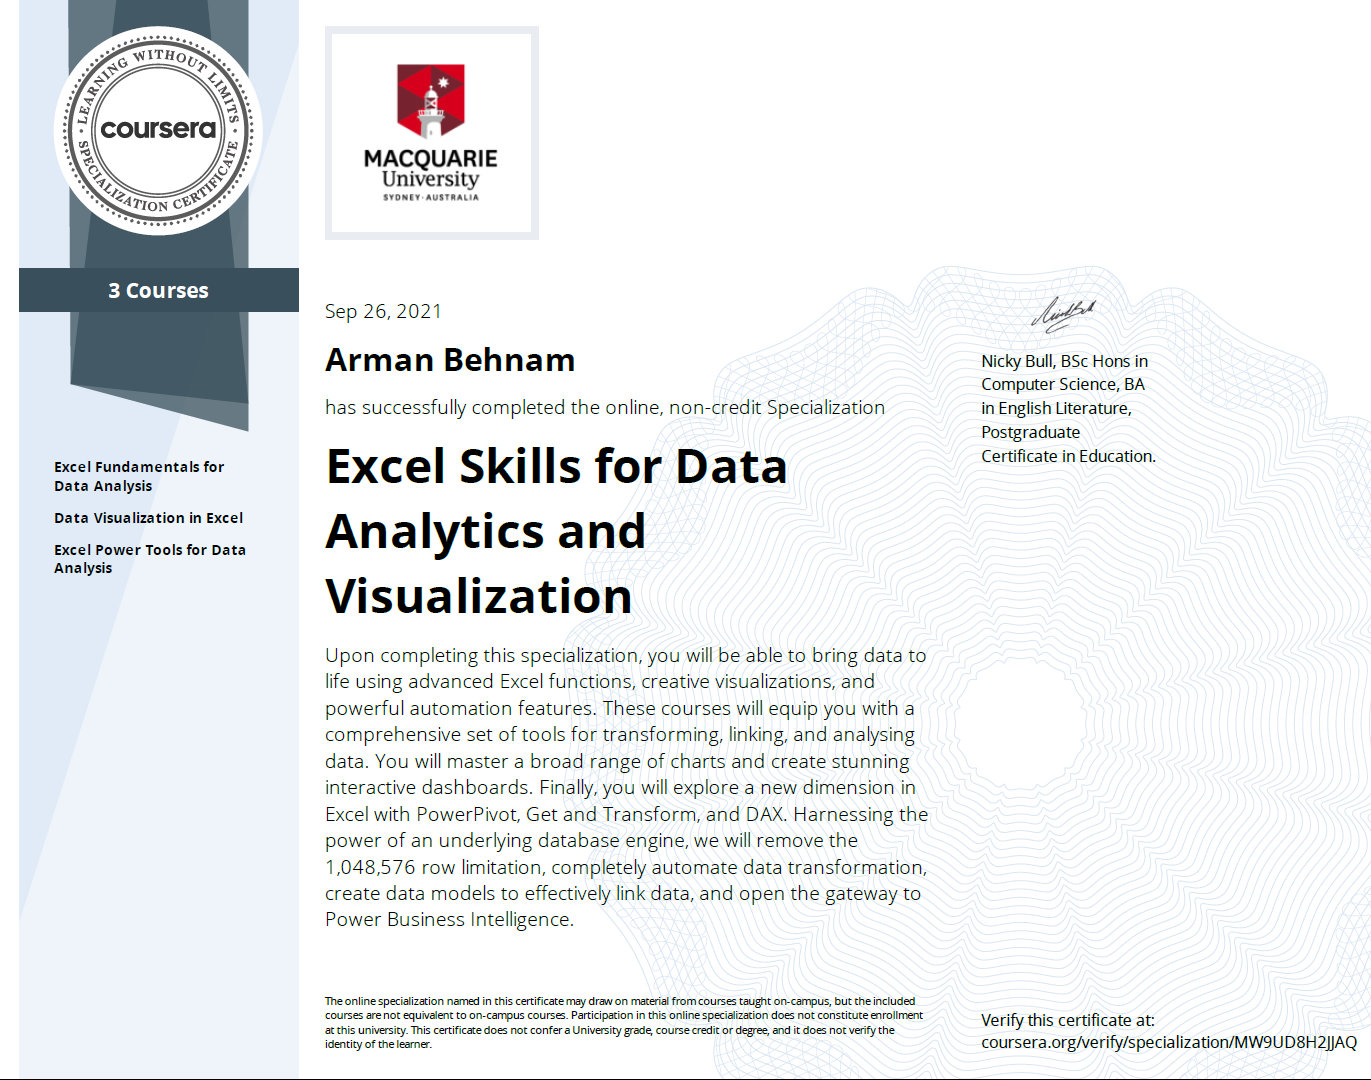 LEARNING WITHOUT LIMITS
coursera
SPECIALIZATION CERTIFICATE
3 Courses
Excel Fundamentals for
Data Analysis
Data Visualization in Excel
Excel Power Tools for Data
Analysis
MACQUARIE
University
SYDNEY·AUSTRALIA
Sep 26, 2021
Arman Behnam
has successfully completed the online, non-credit Specialization
Excel Skills for Data
Analytics and
Visualization
Upon completing this specialization, you will be able to bring data to
life using advanced Excel functions, creative visualizations, and
powerful automation features. These courses will equip you with a
comprehensive set of tools for transforming, linking, and analysing
data. You will master a broad range of charts and create stunning
interactive dashboards. Finally, you will explore a new dimension in
Excel with PowerPivot, Get and Transform, and DAX. Harnessing the
power of an underlying database engine, we will remove the
1,048,576 row limitation, completely automate data transformation,
create data models to effectively link data, and open the gateway to
Power Business Intelligence.
The online specialization named in this certificate may draw on material from courses taught on-campus, but the included
courses are not equivalent to on-campus courses. Participation in this online specialization does not constitute enrollment
at this university. This certificate does not confer a University grade, course credit or degree, and it does not verify the
identity of the learner.
Nicky Bull, BSc Hons in
Computer Science, BA
in English Literature,
Postgraduate
Certificate in Education.
Verify this certificate at:
coursera.org/verify/specialization/MW9UD8H2JJAQ